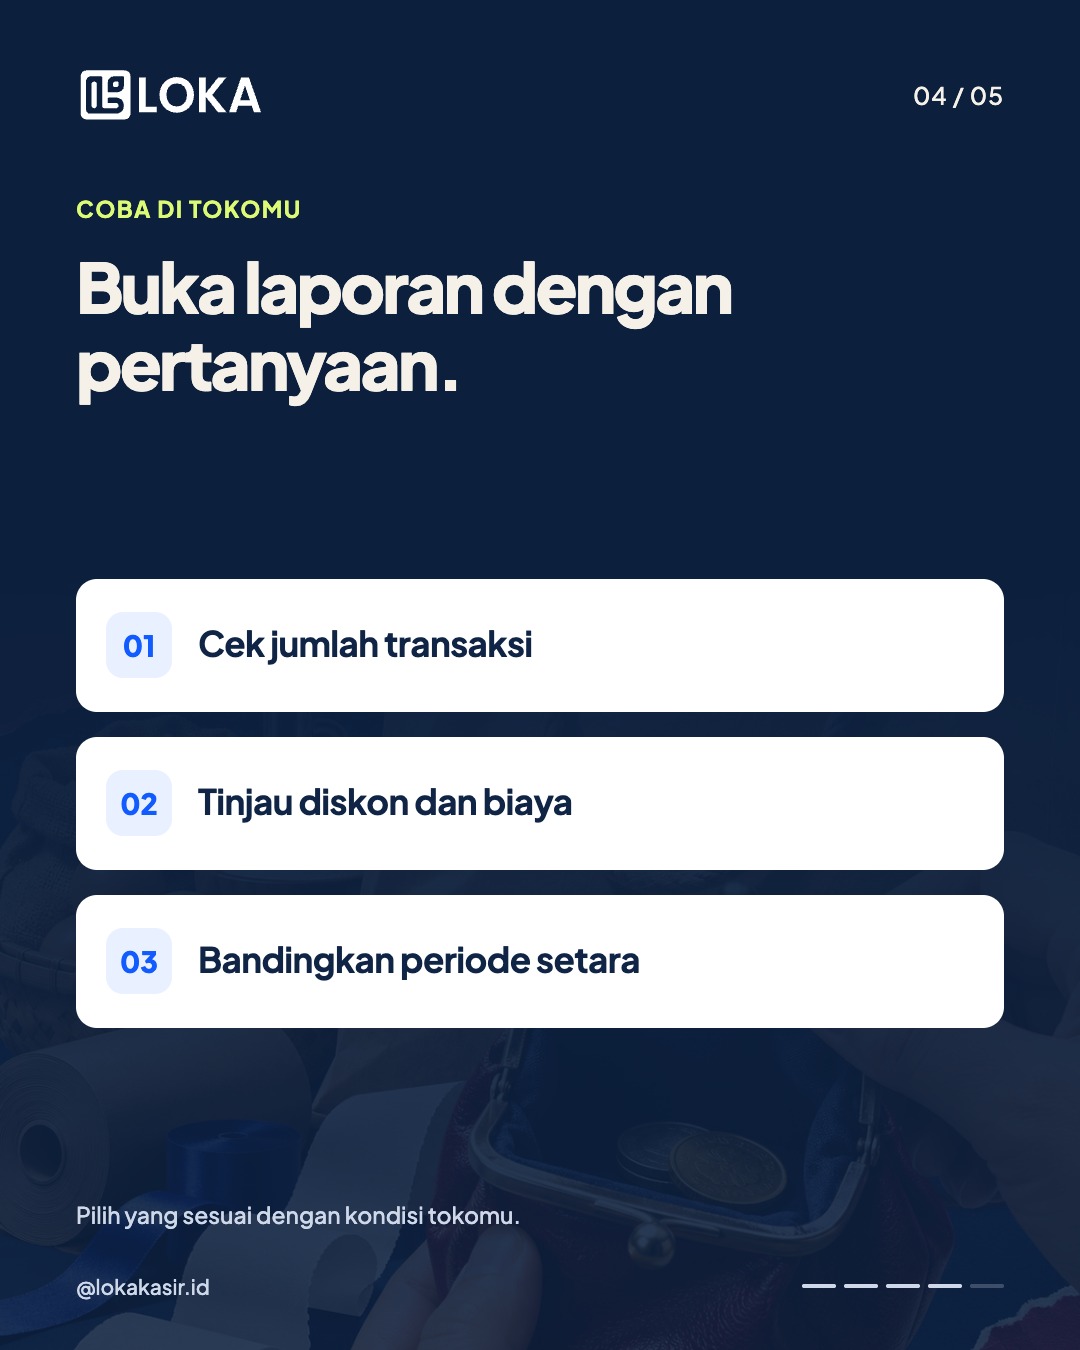 LOKA
04 / 05
COBA DI TOKOMU
Buka laporan dengan
pertanyaan.
01 Cek jumlah transaksi
02 Tinjau diskon dan biaya
03 Bandingkan periode setara
Pilih yang sesuai dengan kondisi tokomu.
@lokakasir.id